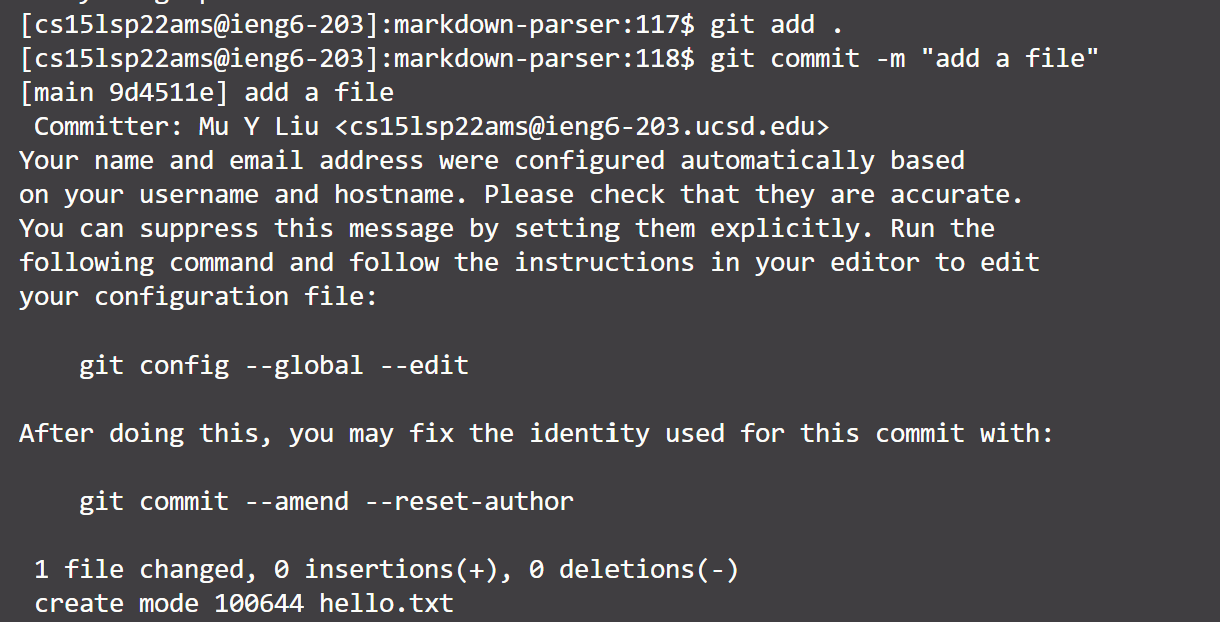 [cs15lsp22ams@ieng6-203]:markdown-parser:117$ git add .
[cs15lsp22ams@ieng6-203]:markdown-parser:118$ git commit -m "add a file"
[main 9d4511e] add a file
 Committer: Mu Y Liu <cs15lsp22ams@ieng6-203.ucsd.edu>
Your name and email address were configured automatically based
on your username and hostname. Please check that they are accurate.
You can suppress this message by setting them explicitly. Run the
following command and follow the instructions in your editor to edit
your configuration file:

    git config --global --edit

After doing this, you may fix the identity used for this commit with:

    git commit --amend --reset-author

 1 file changed, 0 insertions(+), 0 deletions(-)
 create mode 100644 hello.txt